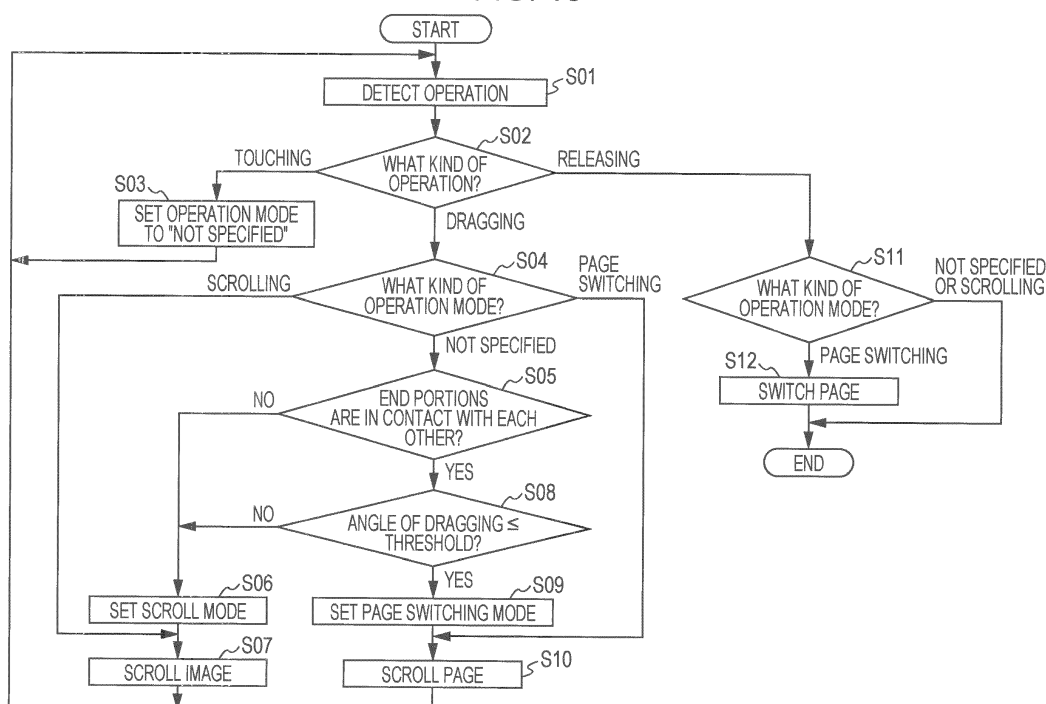 START
DETECT OPERATION
S01
S02
TOUCHING
WHAT KIND OF
OPERATION?
RELEASING
S03
SET OPERATION MODE
TO "NOT SPECIFIED"
DRAGGING
S04
SCROLLING
WHAT KIND OF
OPERATION MODE?
PAGE
SWITCHING
S11
WHAT KIND OF
OPERATION MODE?
NOT SPECIFIED
OR SCROLLING
NOT SPECIFIED
PAGE SWITCHING
S12
SWITCH PAGE
END
S05
NO
END PORTIONS
ARE IN CONTACT WITH EACH
OTHER?
YES
S08
NO
ANGLE OF DRAGGING ≤
THRESHOLD?
YES
S06
SET SCROLL MODE
S09
SET PAGE SWITCHING MODE
S07
SCROLL IMAGE
S10
SCROLL PAGE